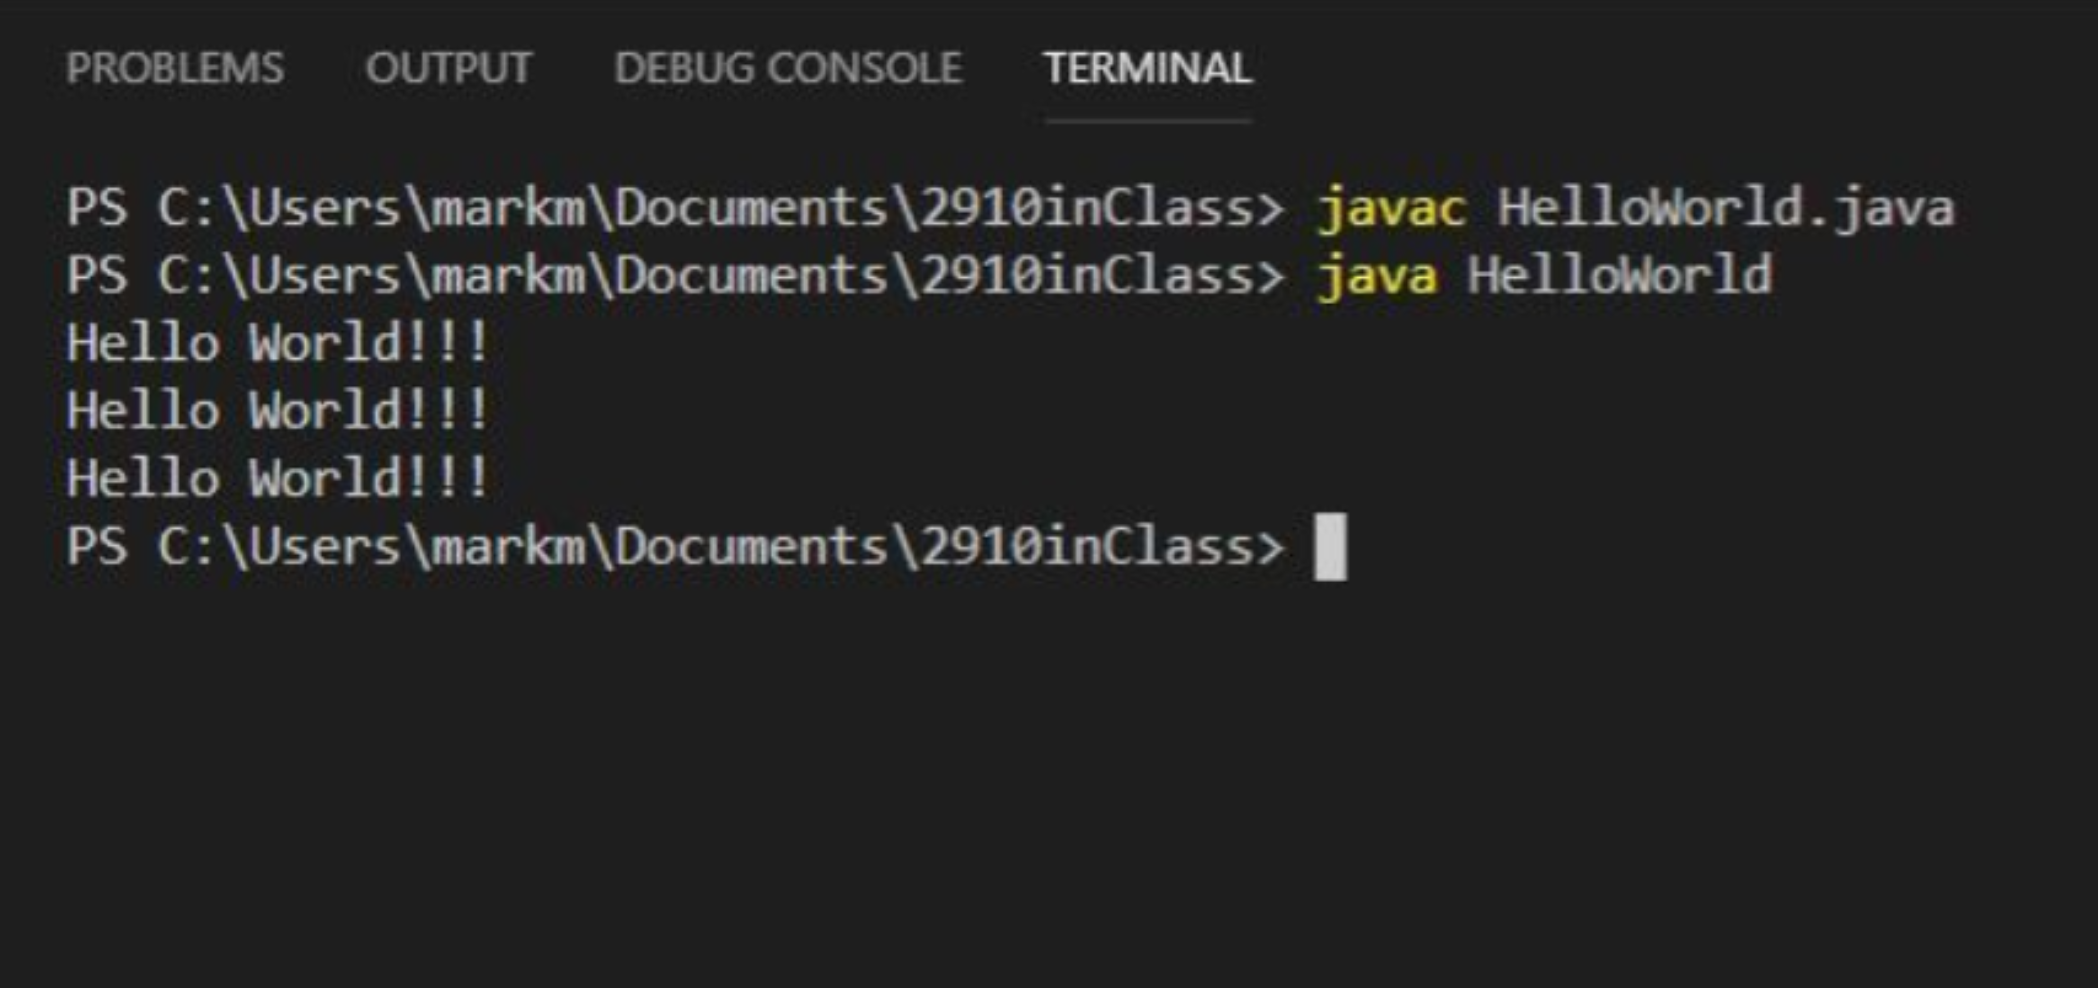 PROBLEMS OUTPUT DEBUG CONSOLE TERMINAL
PS C:\Users\markm\Documents\2910inClass> javac HelloWorld.java
PS C:\Users\markm\Documents\2910inClass> java HelloWorld
Hello World!!!
Hello World!!!
Hello World!!!
PS C:\Users\markm\Documents\2910inClass>